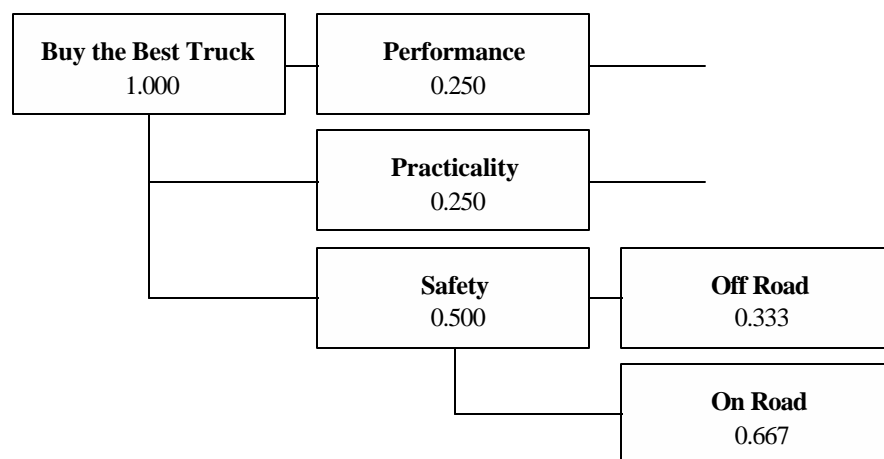 Buy the Best Truck
1.000
Performance
0.250
Practicality
0.250
Safety
0.500
Off Road
0.333
On Road
0.667